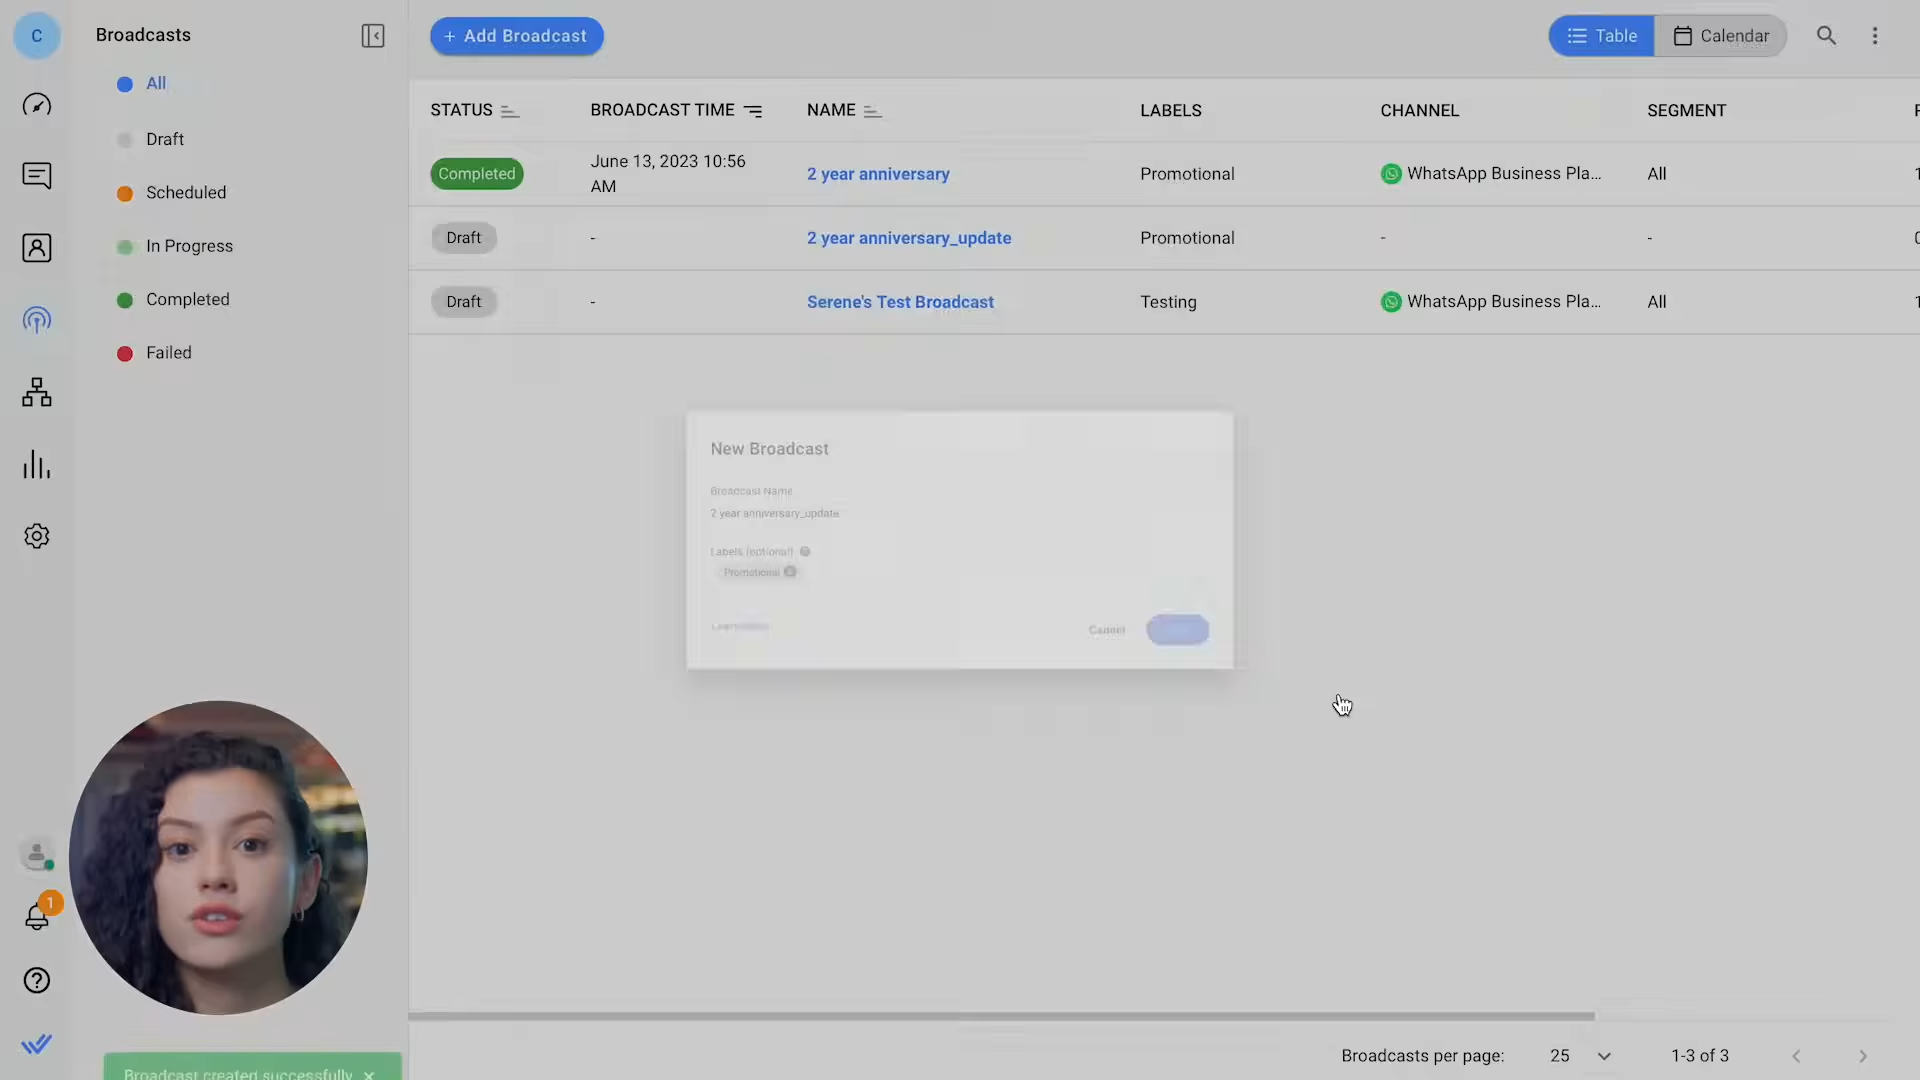 C
Broadcasts
All
Draft
Scheduled
In Progress
Completed
Failed
1
+ Add Broadcast
Table
Calendar
STATUS
BROADCAST TIME
NAME
LABELS
CHANNEL
SEGMENT
Completed
June 13, 2023 10:56
AM
2 year anniversary
Promotional
WhatsApp Business Pla...
All
Draft
-
2 year anniversary_update
Promotional
-
-
Draft
-
Serene's Test Broadcast
Testing
WhatsApp Business Pla...
All
New Broadcast
Broadcast Name
2 year anniversary_update
Labels (optional)
Promotional
Cancel
Broadcast created successfully
Broadcasts per page:
25
1-3 of 3